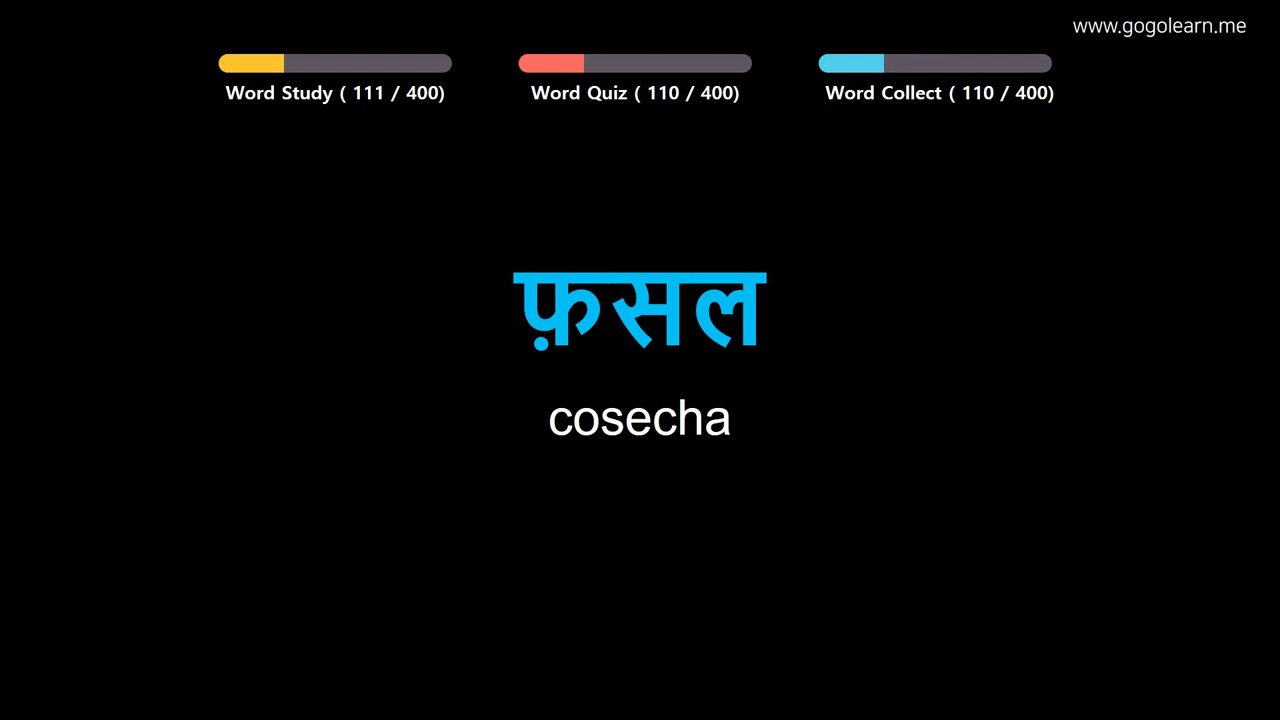 www.gogolearn.me
Word Study ( 111 / 400)
Word Quiz ( 110 / 400)
Word Collect ( 110 / 400)
फ़सल
cosecha